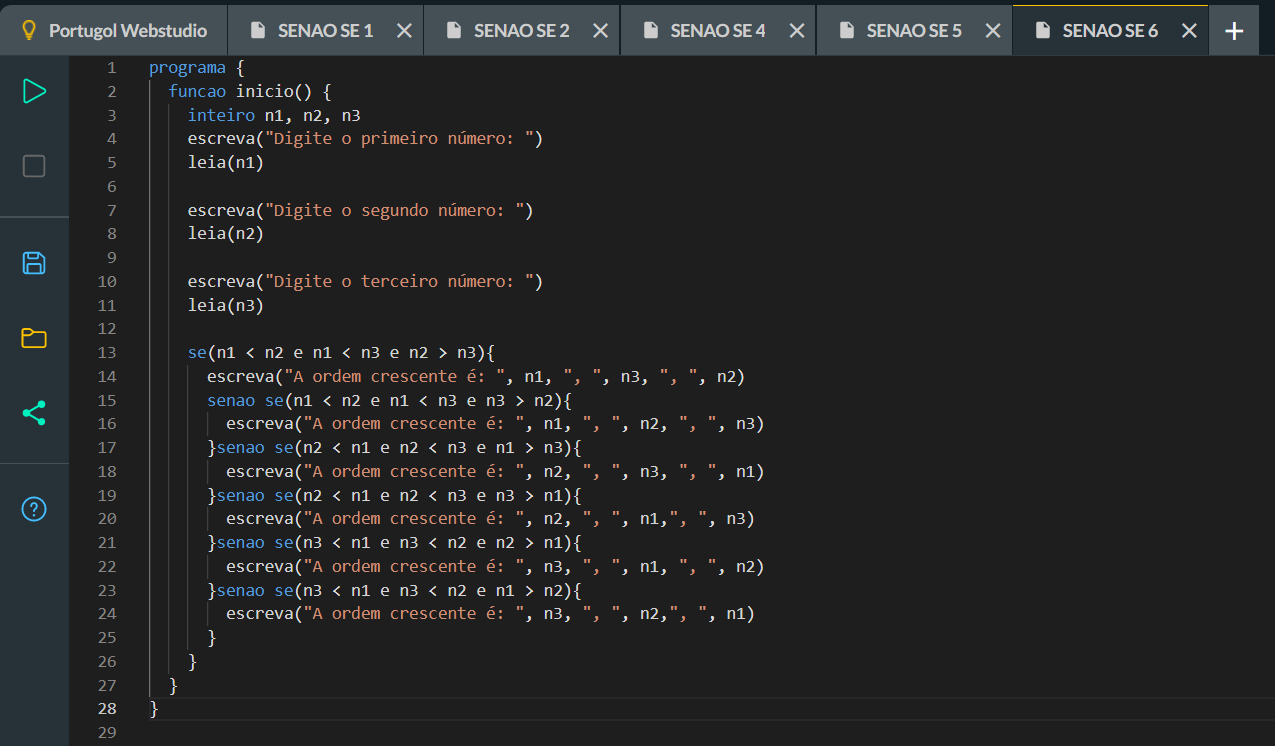 Portugol Webstudio SENAO SE 1 SENAO SE 2 SENAO SE 4 SENAO SE 5 SENAO SE 6
1 programa {
2   funcao inicio() {
3     inteiro n1, n2, n3
4     escreva("Digite o primeiro número: ")
5     leia(n1)
6
7     escreva("Digite o segundo número: ")
8     leia(n2)
9
10     escreva("Digite o terceiro número: ")
11     leia(n3)
12
13     se(n1 < n2 e n1 < n3 e n2 > n3){
14       escreva("A ordem crescente é: ", n1, ", ", n3, ", ", n2)
15       senao se(n1 < n2 e n1 < n3 e n3 > n2){
16         escreva("A ordem crescente é: ", n1, ", ", n2, ", ", n3)
17       }senao se(n2 < n1 e n2 < n3 e n1 > n3){
18         escreva("A ordem crescente é: ", n2, ", ", n3, ", ", n1)
19       }senao se(n2 < n1 e n2 < n3 e n3 > n1){
20         escreva("A ordem crescente é: ", n2, ", ", n1,", ", n3)
21       }senao se(n3 < n1 e n3 < n2 e n2 > n1){
22         escreva("A ordem crescente é: ", n3, ", ", n1, ", ", n2)
23       }senao se(n3 < n1 e n3 < n2 e n1 > n2){
24         escreva("A ordem crescente é: ", n3, ", ", n2,", ", n1)
25       }
26     }
27   }
28 }
29